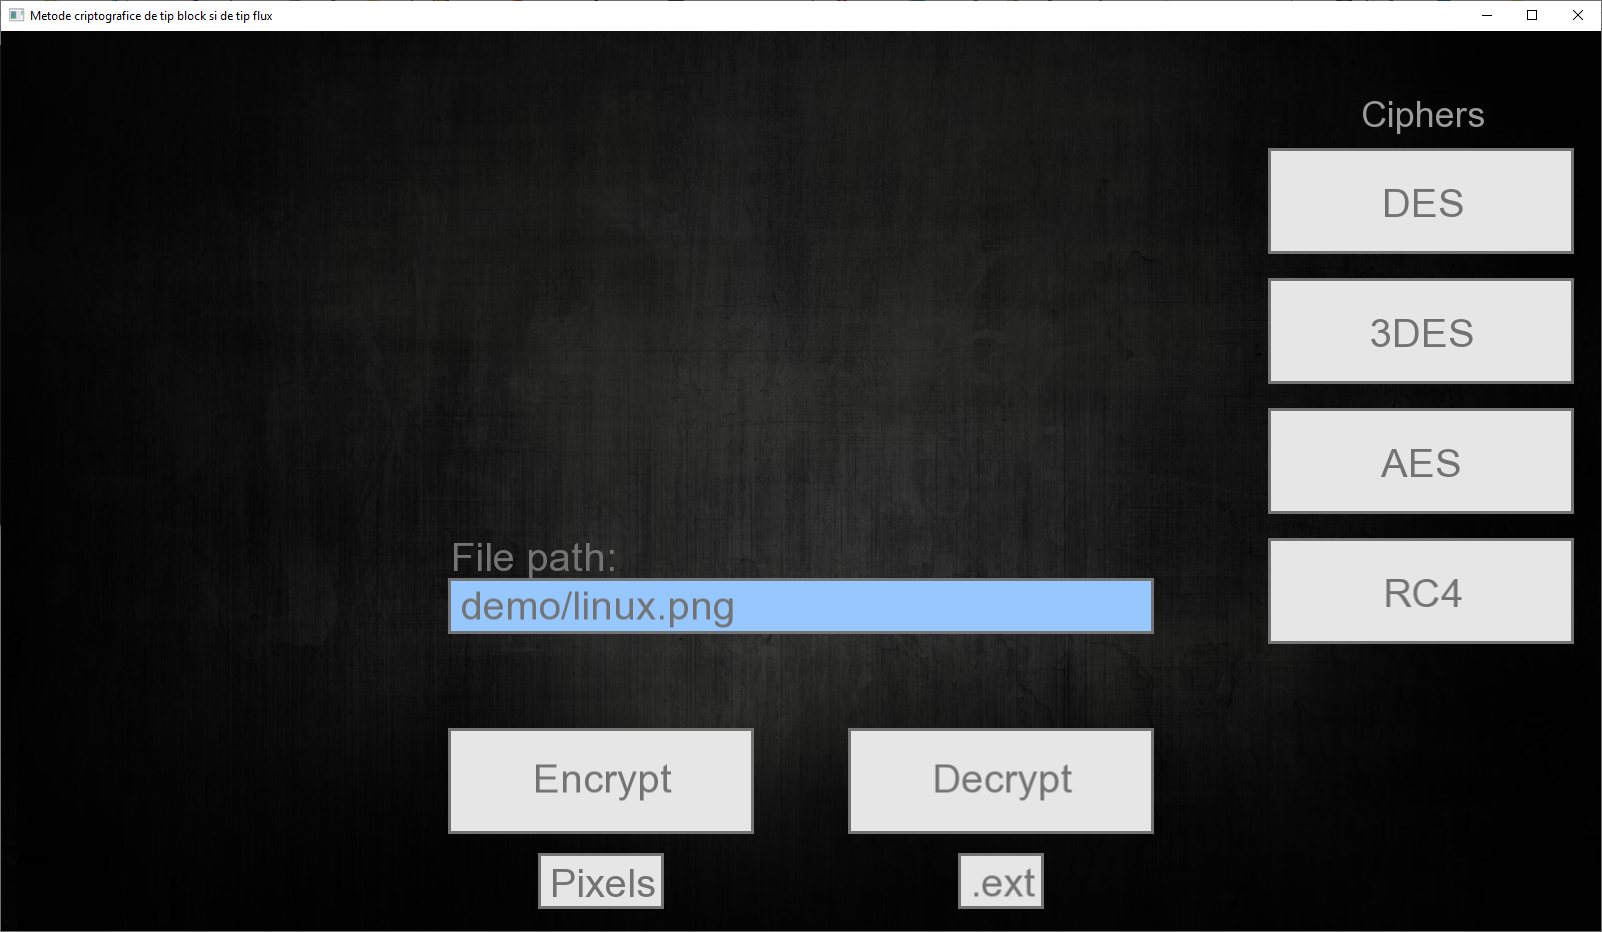 Metode criptografice de tip block si de tip flux
Ciphers
DES
3DES
AES
RC4
File path:
demo/linux.png
Encrypt
Decrypt
Pixels
.ext